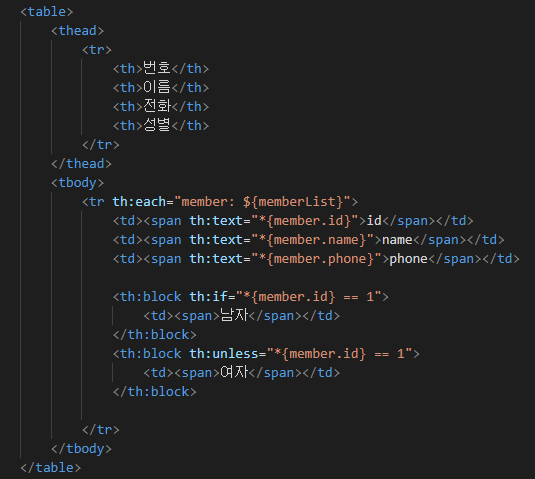 <table>
<thead>
<tr>
<th>번호</th>
<th>이름</th>
<th>전화</th>
<th>성별</th>
</tr>
</thead>
<tbody>
<tr th:each="member: ${memberList}">
<td><span th:text="*{member.id}">id</span></td>
<td><span th:text="*{member.name}">name</span></td>
<td><span th:text="*{member.phone}">phone</span></td>
<th:block th:if="*{member.id} == 1">
<td><span>남자</span></td>
</th:block>
<th:block th:unless="*{member.id} == 1">
<td><span>여자</span></td>
</th:block>
</tr>
</tbody>
</table>